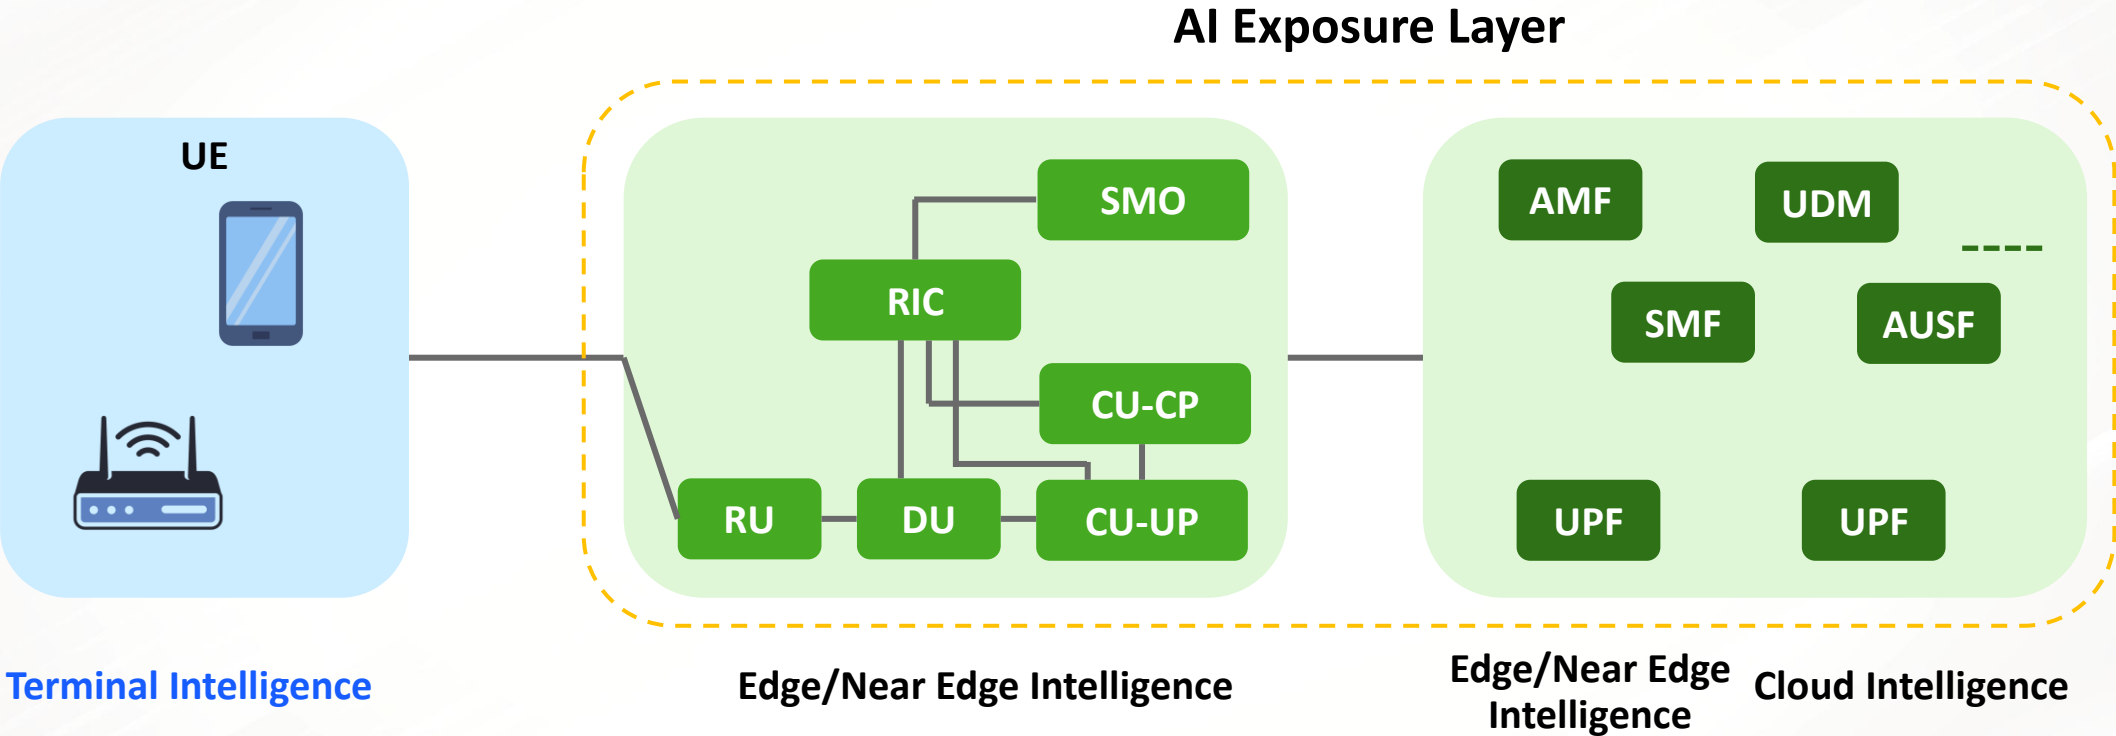 AI Exposure Layer
UE
SMO
RIC
CU-CP
RU
DU
CU-UP
AMF
UDM
----
SMF
AUSF
UPF
UPF
Terminal Intelligence
Edge/Near Edge Intelligence
Edge/Near Edge
Intelligence
Cloud Intelligence